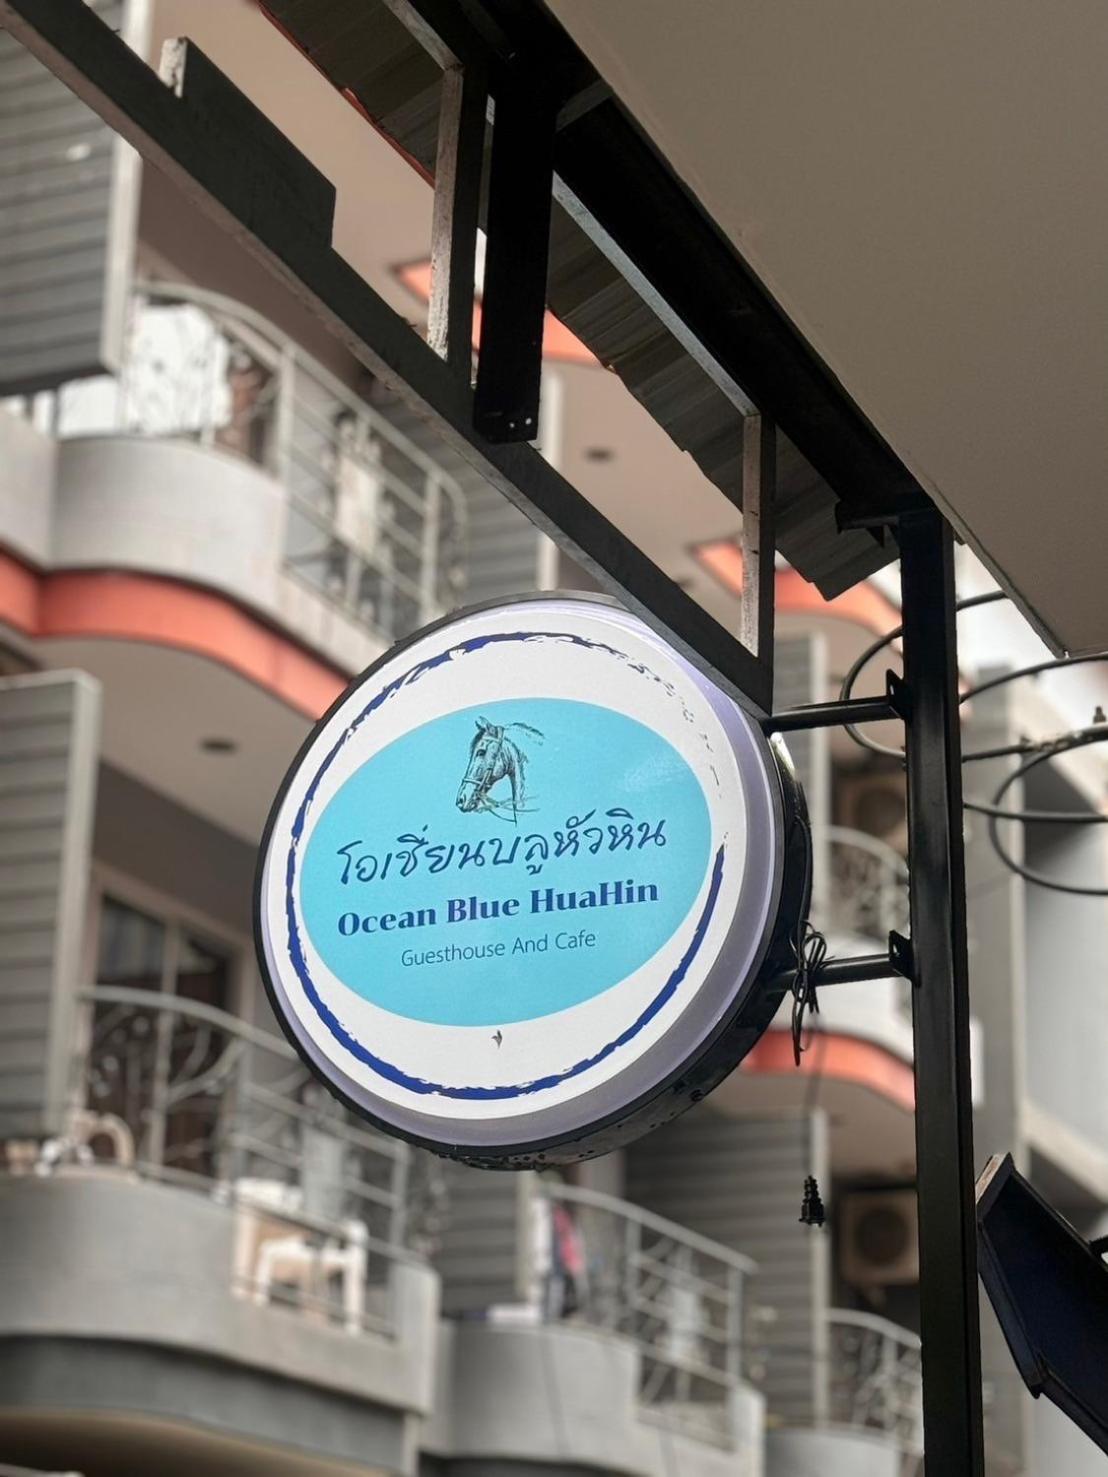 โอเชี่ยนบลูหัวหิน
Ocean Blue HuaHin
Guesthouse And Cafe